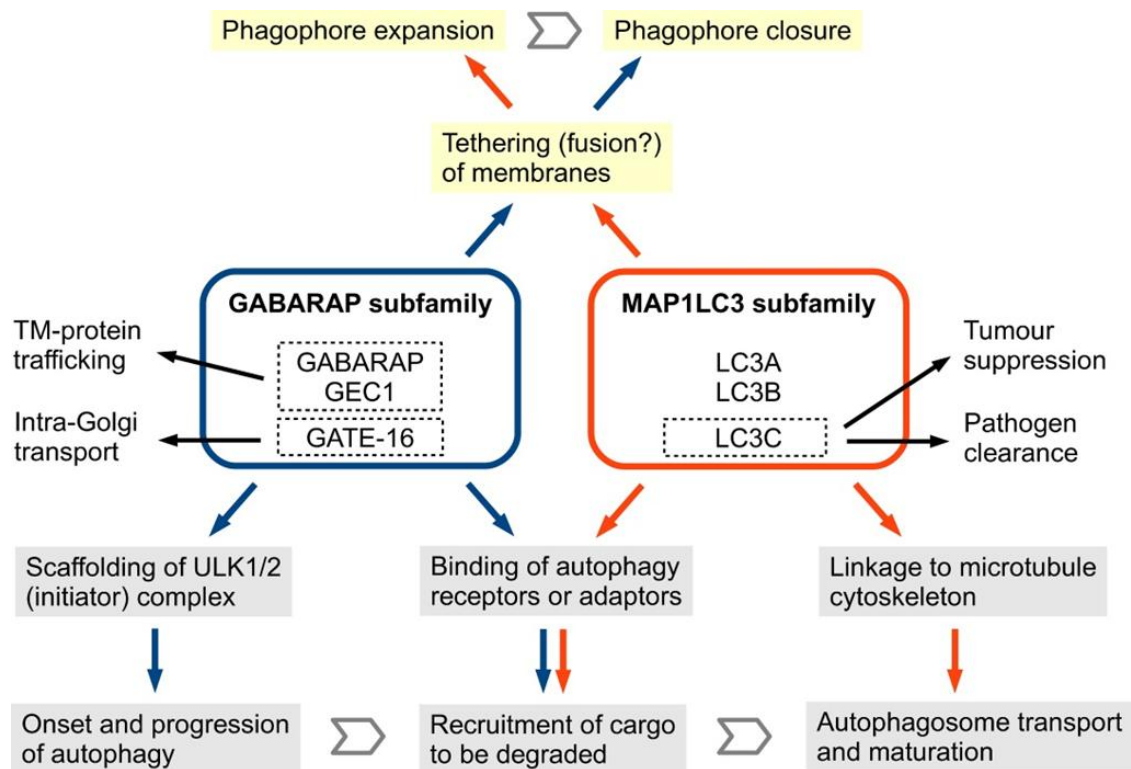 Phagophore expansion
Phagophore closure
Tethering (fusion?)
of membranes
GABARAP subfamily
MAP1LC3 subfamily
TM-protein
trafficking
GABARAP
GEC1
LC3A
LC3B
Tumour
suppression
Intra-Golgi
transport
GATE-16
LC3C
Pathogen
clearance
Scaffolding of ULK1/2
(initiator) complex
Binding of autophagy
receptors or adaptors
Linkage to microtubule
cytoskeleton
Onset and progression
of autophagy
Recruitment of cargo
to be degraded
Autophagosome transport
and maturation